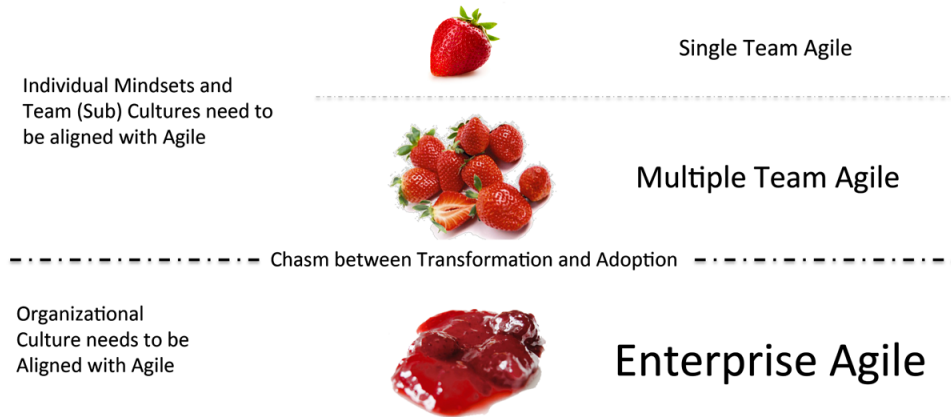 Single Team Agile
Individual Mindsets and
Team (Sub) Cultures need to
be aligned with Agile
Multiple Team Agile
Chasm between Transformation and Adoption
Organizational
Culture needs to be
Aligned with Agile
Enterprise Agile